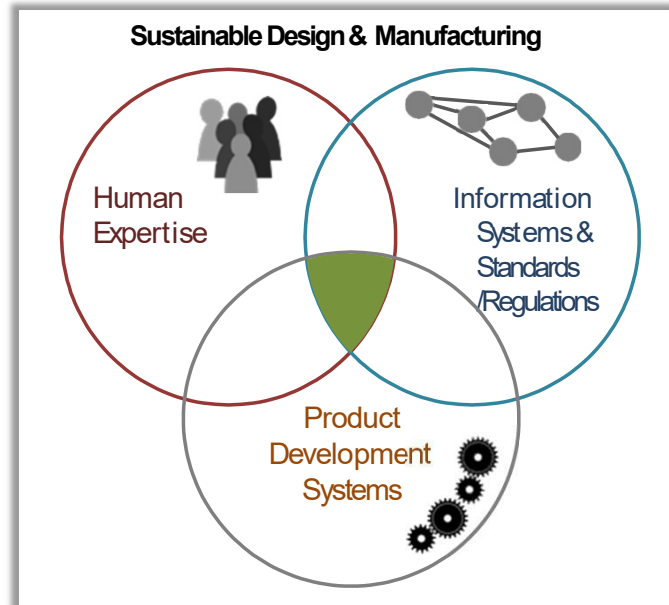 Sustainable Design & Manufacturing
Human
Expertise
Information
Systems &
Standards
/Regulations
Product
Development
Systems